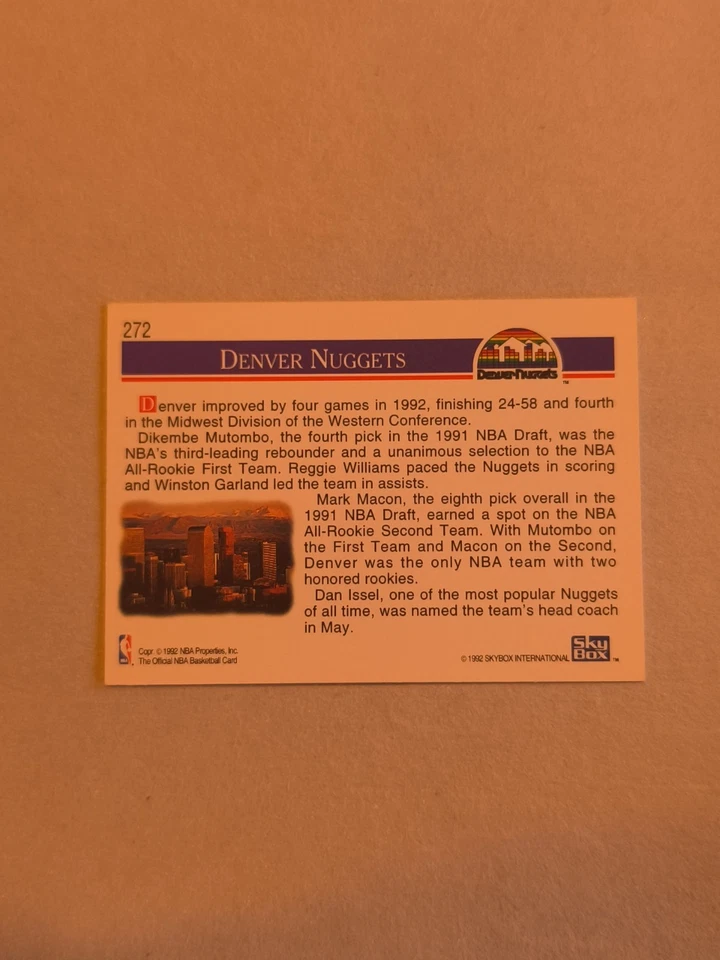 272
DENVER NUGGETS
Denver Nuggets
TM
Denver improved by four games in 1992, finishing 24-58 and fourth
in the Midwest Division of the Western Conference.
Dikembe Mutombo, the fourth pick in the 1991 NBA Draft, was the
NBA's third-leading rebounder and a unanimous selection to the NBA
All-Rookie First Team. Reggie Williams paced the Nuggets in scoring
and Winston Garland led the team in assists.
Mark Macon, the eighth pick overall in the
1991 NBA Draft, earned a spot on the NBA
All-Rookie Second Team. With Mutombo on
the First Team and Macon on the Second,
Denver was the only NBA team with two
honored rookies.
Dan Issel, one of the most popular Nuggets
of all time, was named the team's head coach
in May.
Copr. © 1992 NBA Properties, Inc.
The Official NBA Basketball Card
© 1992 SKYBOX INTERNATIONAL
Sky
Box
TM